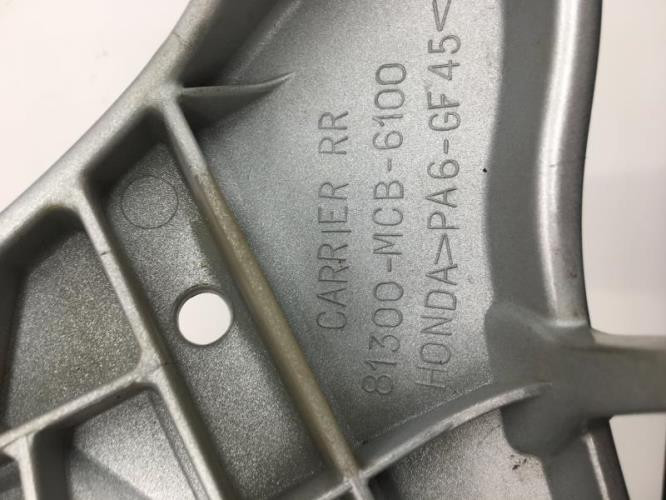 CARRIER RR
81300-MCB-6100
HONDA>PA6-GF45<